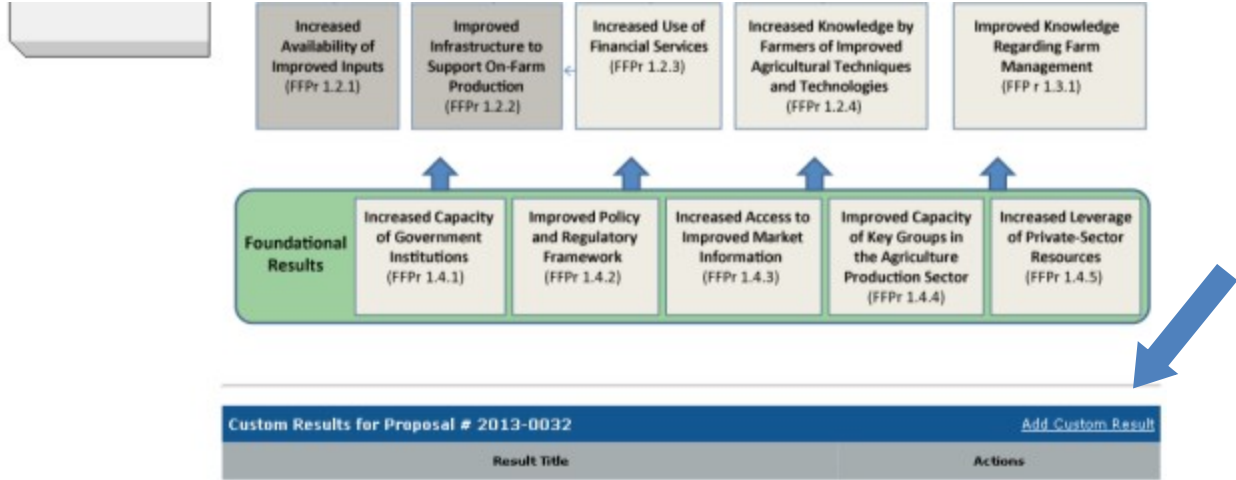 Increased
Availability of
Improved Inputs
(FFPr 1.2.1)
Improved
Infrastructure to
Support On-Farm
Production
(FFPr 1.2.2)
Increased Use of
Financial Services
(FFPr 1.2.3)
Increased Knowledge by
Farmers of Improved
Agricultural Techniques
and Technologies
(FFPr 1.2.4)
Improved Knowledge
Regarding Farm
Management
(FFP r 1.3.1)
Foundational
Results
Increased Capacity
of Government
Institutions
(FFPr 1.4.1)
Improved Policy
and Regulatory
Framework
(FFPr 1.4.2)
Increased Access to
Improved Market
Information
(FFPr 1.4.3)
Improved Capacity
of Key Groups in
the Agriculture
Production Sector
(FFPr 1.4.4)
Increased Leverage
of Private-Sector
Resources
(FFPr 1.4.5)
Custom Results for Proposal # 2013-0032 Add Custom Result
Result Title Actions